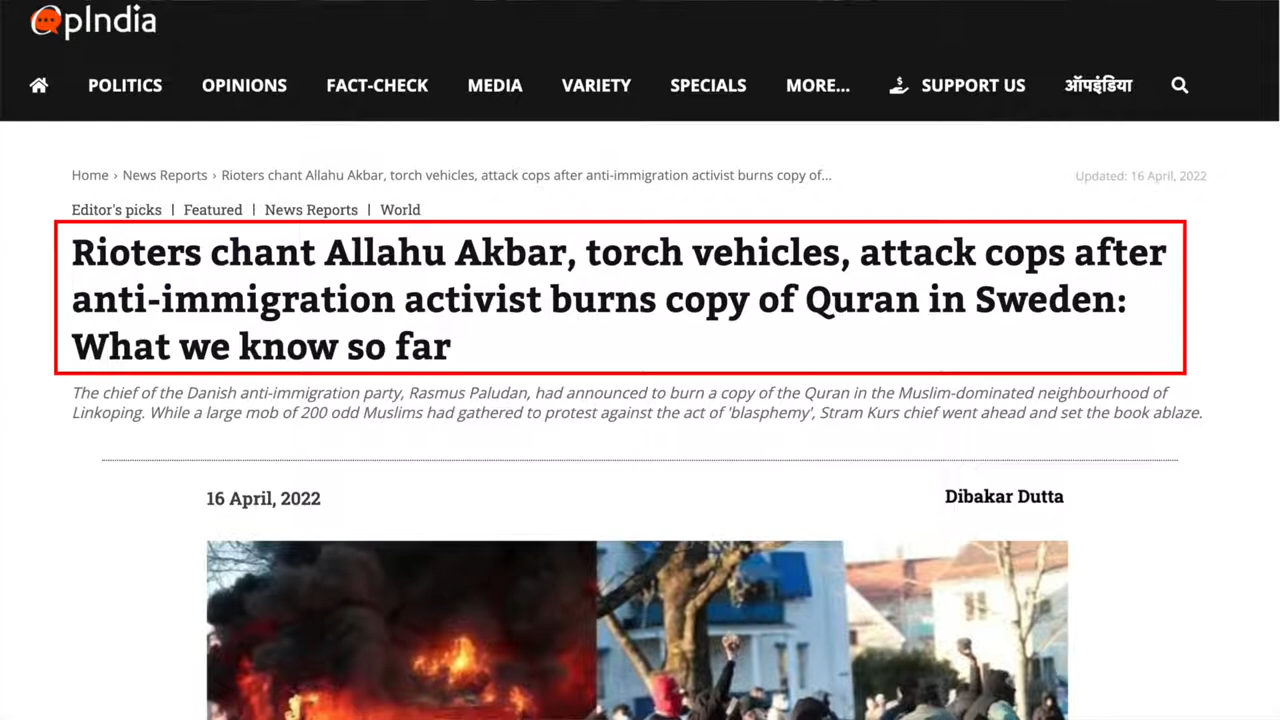 OpIndia
POLITICS OPINIONS FACT-CHECK MEDIA VARIETY SPECIALS MORE... SUPPORT US ऑपइंडिया
Home › News Reports › Rioters chant Allahu Akbar, torch vehicles, attack cops after anti-immigration activist burns copy of...
Updated: 16 April, 2022
Editor's picks | Featured | News Reports | World
Rioters chant Allahu Akbar, torch vehicles, attack cops after
anti-immigration activist burns copy of Quran in Sweden:
What we know so far
The chief of the Danish anti-immigration party, Rasmus Paludan, had announced to burn a copy of the Quran in the Muslim-dominated neighbourhood of
Linkoping. While a large mob of 200 odd Muslims had gathered to protest against the act of 'blasphemy', Stram Kurs chief went ahead and set the book ablaze.
16 April, 2022
Dibakar Dutta